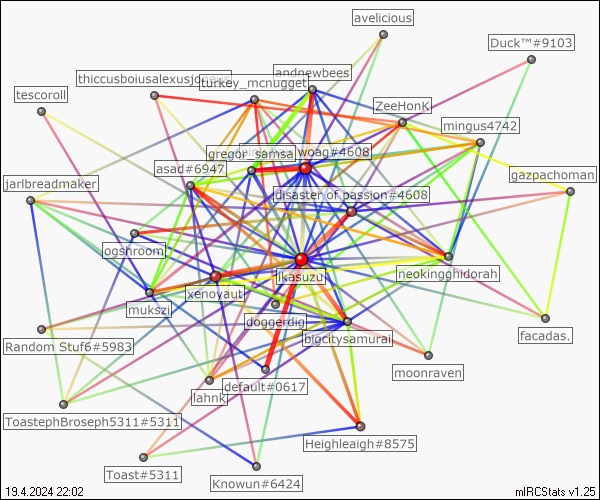 avelicious
Duck™#9103
thiccusboiusalexusjo
andnewbees
turkey_mcnugget
tescoroll
ZeeHonK
mingus4742
gregor_samsa
woag#4608
asad#6947
jarlbreadmaker
gazpachoman
disaster of passion#4608
ogshroom
jikasuzu
neokingghidorah
xenoyaut
mukszi
doggerdig
bigcitysamurai
facadas.
Random Stuf6#5983
moonraven
default#0617
lahnk
ToastephBroseph5311#5311
Heighleaigh#8575
Toast#5311
Knowun#6424
19.4.2024 22:02
mIRCStats v1.25